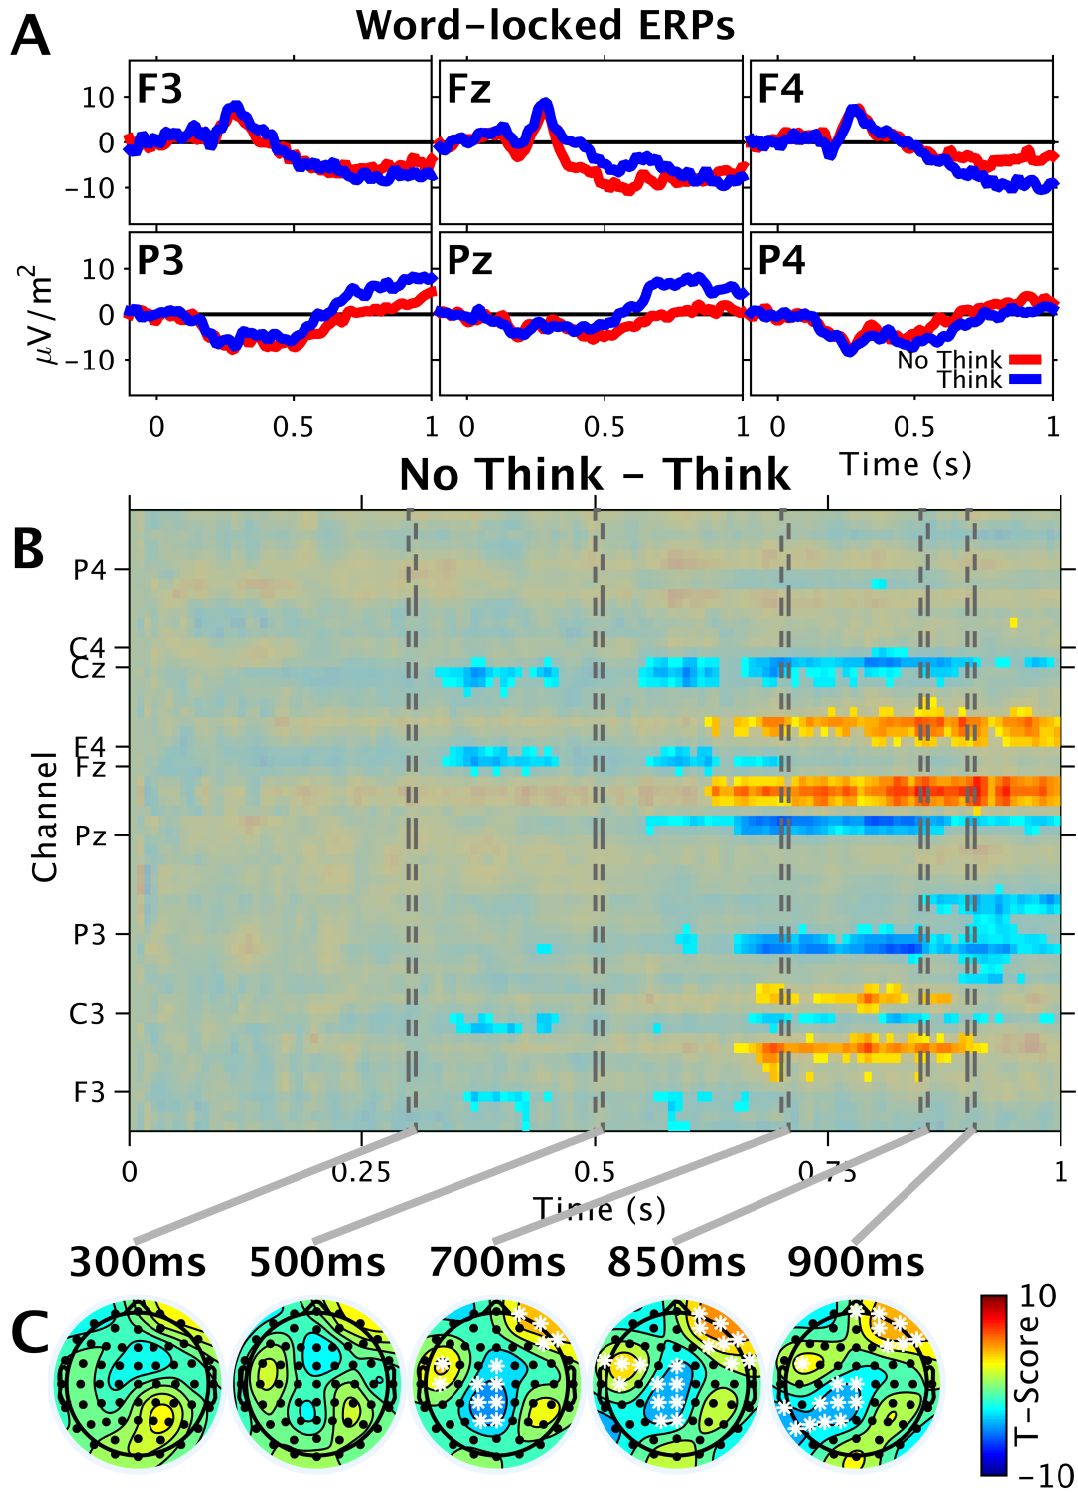 A
Word-locked ERPs
F3
Fz
F4
10
0
-10
P3
Pz
P4
μV/m²
10
0
-10
No Think
Think
0 0.5 1 0 0.5 1 0 0.5 1
Time (s)
No Think - Think
B
P4
C4
Cz
F4
Fz
Pz
P3
C3
F3
Channel
0 0.25 0.5 0.75 1
Time (s)
300ms 500ms 700ms 850ms 900ms
C
10
T-Score
-10